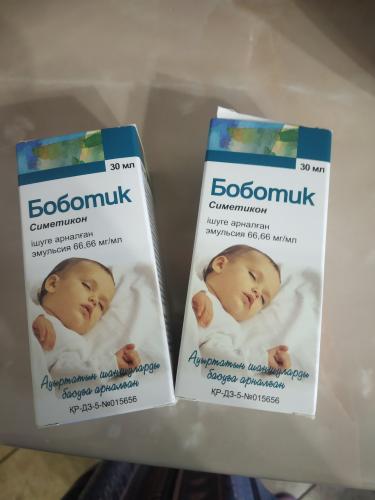 30 мл
Боботик
Симетикон
ішуге арналған
эмульсия 66,66 мг/мл
Ауыртатын шаншуларды
басуға арналған
ҚР-ДЗ-5-№015656
30 мл
Боботик
Симетикон
ішуге арналған
эмульсия 66,66 мг/мл
Ауыртатын шаншуларды
басуға арналған
ҚР-ДЗ-5-№015656